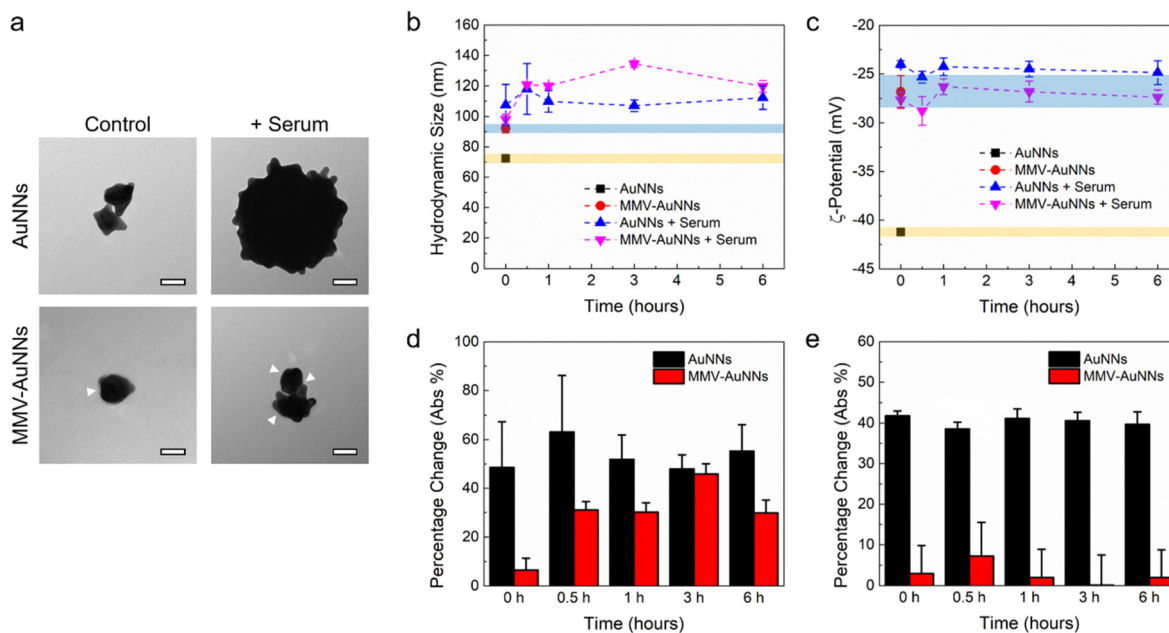 a
Control
+ Serum
AuNNs
MMV-AuNNs
b
160
140
120
100
80
60
40
20
0
Hydrodynamic Size (nm)
AuNNs
MMV-AuNNs
AuNNs + Serum
MMV-AuNNs + Serum
0 1 2 3 4 5 6
Time (hours)
c
-15
-20
-25
-30
-35
-40
-45
ζ-Potential (mV)
AuNNs
MMV-AuNNs
AuNNs + Serum
MMV-AuNNs + Serum
0 1 2 3 4 5 6
Time (hours)
d
100
80
60
40
20
0
Percentage Change (Abs %)
AuNNs
MMV-AuNNs
0 h 0.5 h 1 h 3 h 6 h
Time (hours)
e
60
50
40
30
20
10
0
Percentage Change (Abs %)
AuNNs
MMV-AuNNs
0 h 0.5 h 1 h 3 h 6 h
Time (hours)